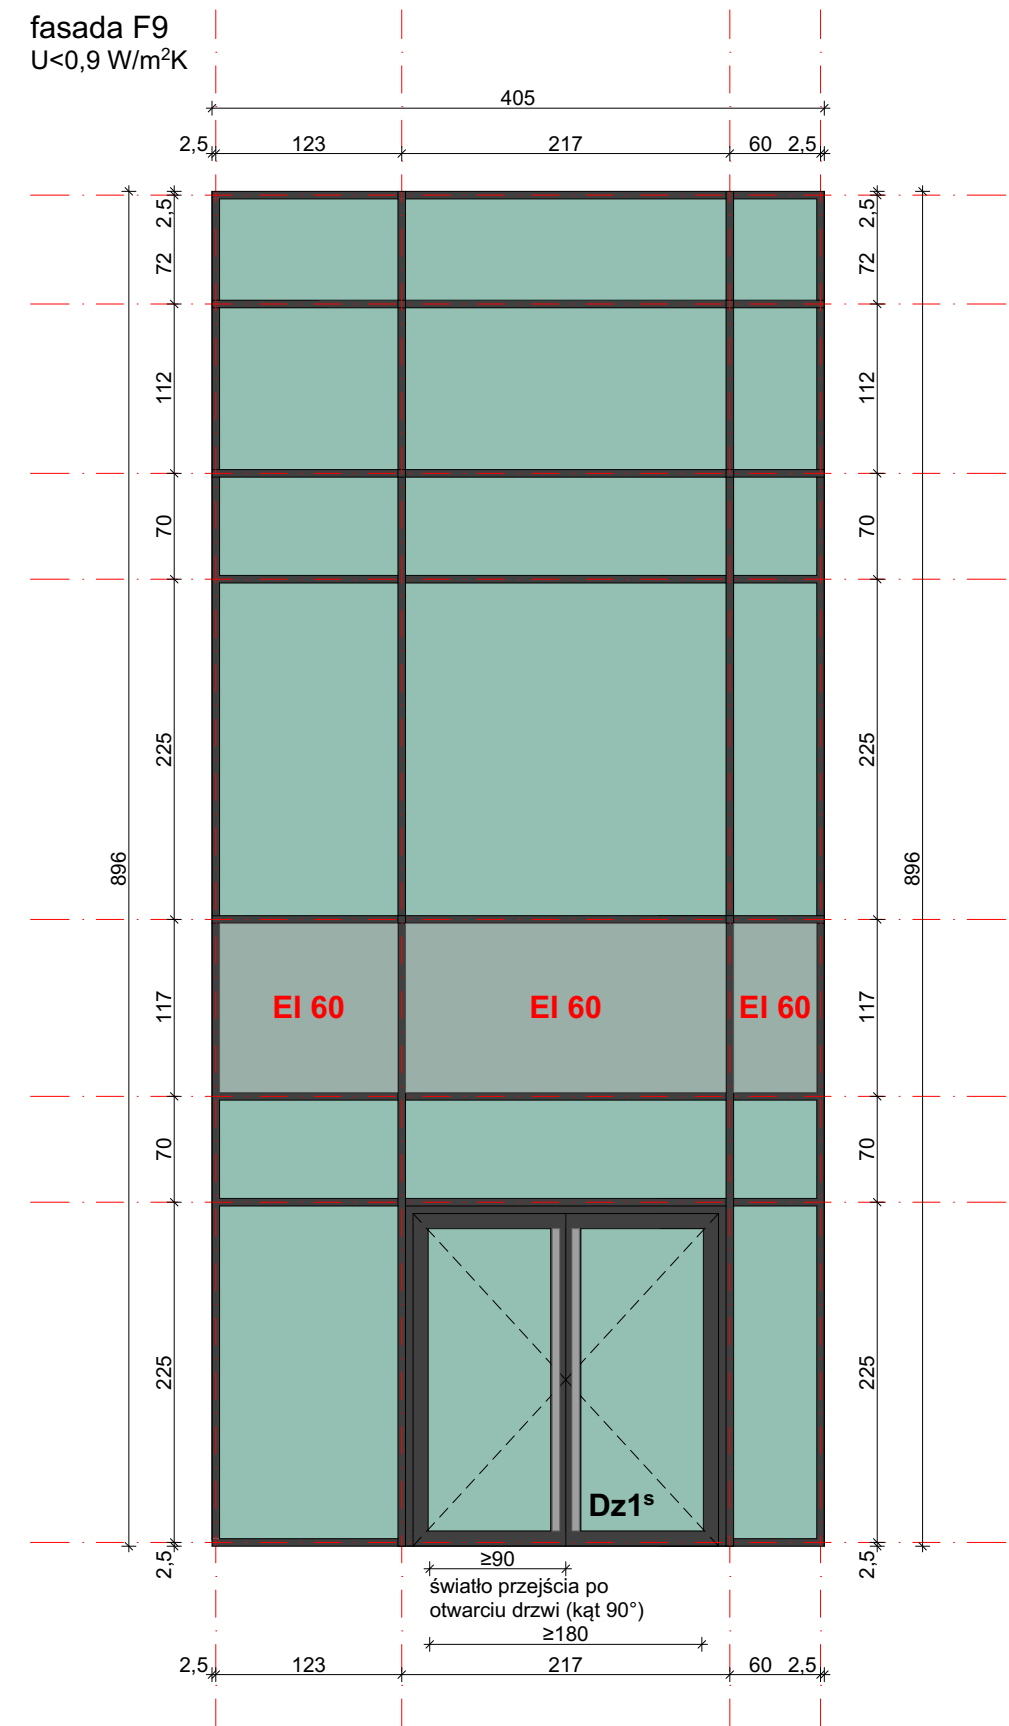 fasada F9
U<0,9 W/m²K
405
2,5 123 217 60 2,5
2,5 2,5
72 72
112 112
70 70
225 225
896 896
EI 60 EI 60 EI 60
117 117
70 70
225 225
Dz1ˢ
2,5 2,5
≥90
światło przejścia po
otwarciu drzwi (kąt 90°)
≥180
2,5 123 217 60 2,5